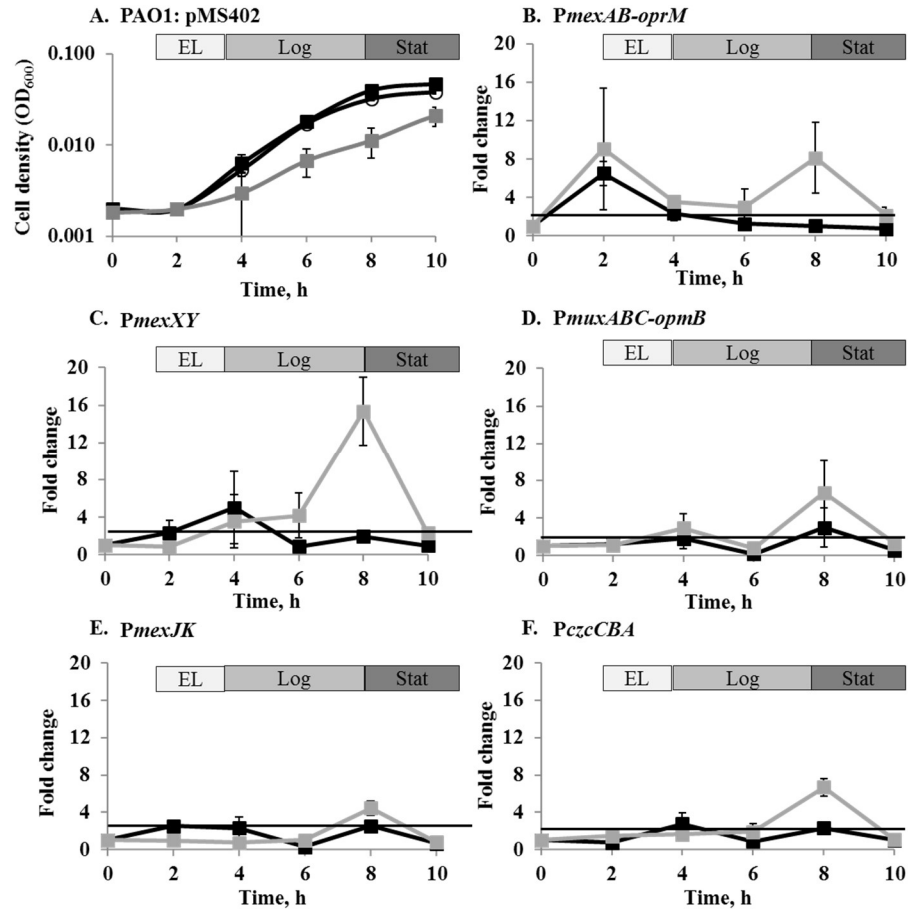 A. PAO1: pMS402
EL Log Stat
Cell density (OD600)
0.100
0.010
0.001
0 2 4 6 8 10
Time, h
B. PmexAB-oprM
EL Log Stat
Fold change
20
16
12
8
4
0
0 2 4 6 8 10
Time, h
C. PmexXY
EL Log Stat
Fold change
20
16
12
8
4
0
0 2 4 6 8 10
Time, h
D. PmuxABC-opmB
EL Log Stat
Fold change
20
16
12
8
4
0
0 2 4 6 8 10
Time, h
E. PmexJK
EL Log Stat
Fold change
20
16
12
8
4
0
0 2 4 6 8 10
Time, h
F. PczcCBA
EL Log Stat
Fold change
20
16
12
8
4
0
0 2 4 6 8 10
Time, h